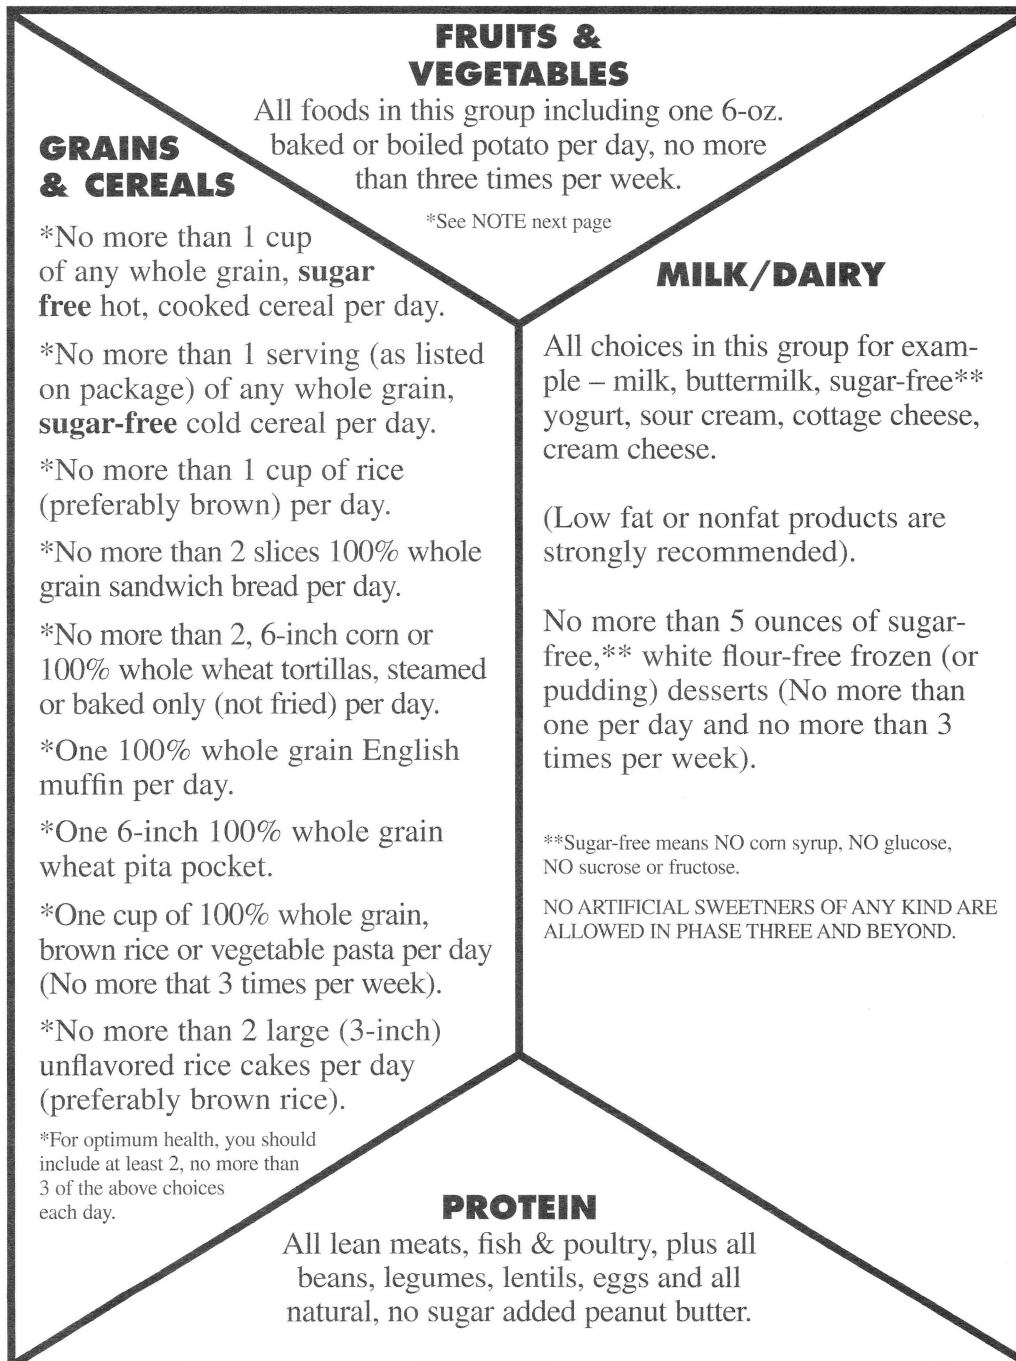 FRUITS &
VEGETABLES
All foods in this group including one 6-oz.
baked or boiled potato per day, no more
than three times per week.
*See NOTE next page
GRAINS
& CEREALS
*No more than 1 cup
of any whole grain, sugar
free hot, cooked cereal per day.
*No more than 1 serving (as listed
on package) of any whole grain,
sugar-free cold cereal per day.
*No more than 1 cup of rice
(preferably brown) per day.
*No more than 2 slices 100% whole
grain sandwich bread per day.
*No more than 2, 6-inch corn or
100% whole wheat tortillas, steamed
or baked only (not fried) per day.
*One 100% whole grain English
muffin per day.
*One 6-inch 100% whole grain
wheat pita pocket.
*One cup of 100% whole grain,
brown rice or vegetable pasta per day
(No more that 3 times per week).
*No more than 2 large (3-inch)
unflavored rice cakes per day
(preferably brown rice).
*For optimum health, you should
include at least 2, no more than
3 of the above choices
each day.
MILK/DAIRY
All choices in this group for exam-
ple – milk, buttermilk, sugar-free**
yogurt, sour cream, cottage cheese,
cream cheese.
(Low fat or nonfat products are
strongly recommended).
No more than 5 ounces of sugar-
free,** white flour-free frozen (or
pudding) desserts (No more than
one per day and no more than 3
times per week).
**Sugar-free means NO corn syrup, NO glucose,
NO sucrose or fructose.
NO ARTIFICIAL SWEETNERS OF ANY KIND ARE
ALLOWED IN PHASE THREE AND BEYOND.
PROTEIN
All lean meats, fish & poultry, plus all
beans, legumes, lentils, eggs and all
natural, no sugar added peanut butter.